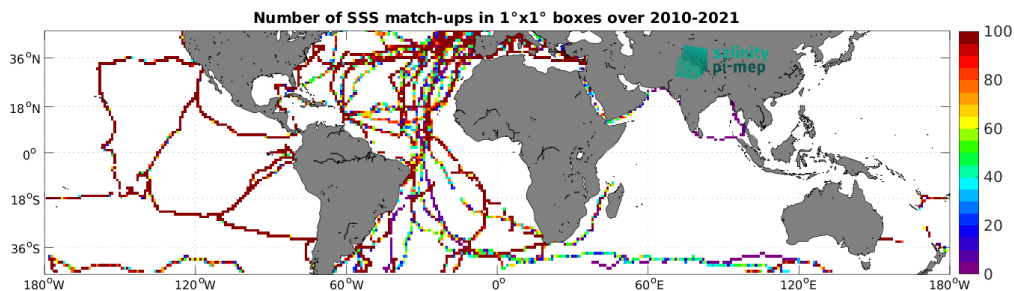 Number of SSS match-ups in 1°x1° boxes over 2010-2021
salinity
pi-mep
36°N
18°N
0°
18°S
36°S
180°W 120°W 60°W 0° 60°E 120°E 180°W
100
80
60
40
20
0